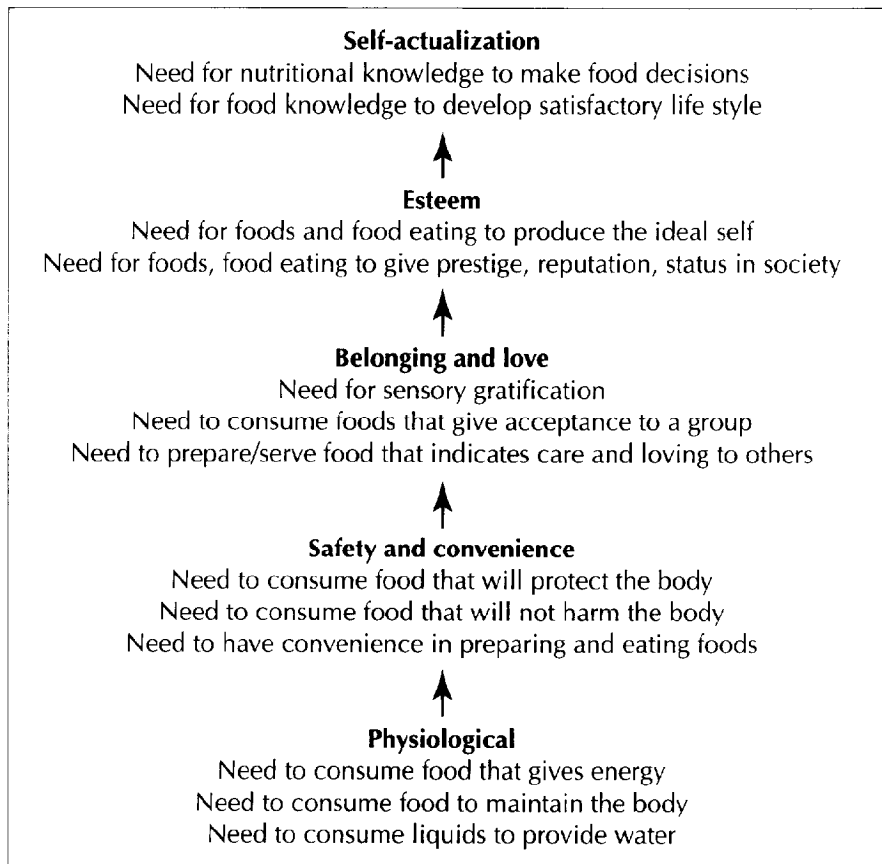 Self-actualization
Need for nutritional knowledge to make food decisions
Need for food knowledge to develop satisfactory life style
Esteem
Need for foods and food eating to produce the ideal self
Need for foods, food eating to give prestige, reputation, status in society
Belonging and love
Need for sensory gratification
Need to consume foods that give acceptance to a group
Need to prepare/serve food that indicates care and loving to others
Safety and convenience
Need to consume food that will protect the body
Need to consume food that will not harm the body
Need to have convenience in preparing and eating foods
Physiological
Need to consume food that gives energy
Need to consume food to maintain the body
Need to consume liquids to provide water